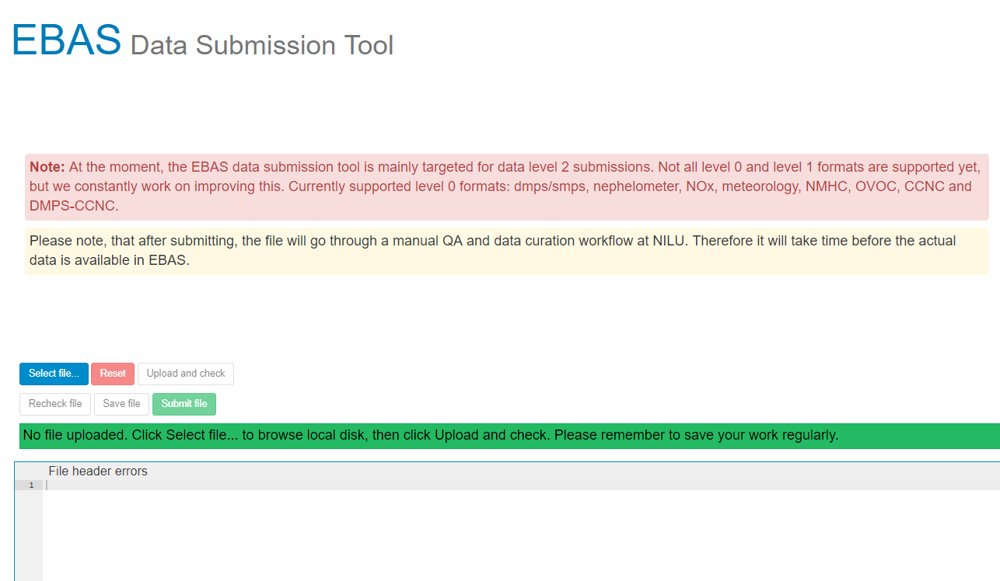 EBAS Data Submission Tool
Note: At the moment, the EBAS data submission tool is mainly targeted for data level 2 submissions. Not all level 0 and level 1 formats are supported yet,
but we constantly work on improving this. Currently supported level 0 formats: dmps/smps, nephelometer, NOx, meteorology, NMHC, OVOC, CCNC and
DMPS-CCNC.
Please note, that after submitting, the file will go through a manual QA and data curation workflow at NILU. Therefore it will take time before the actual
data is available in EBAS.
Select file... Reset Upload and check
Recheck file Save file Submit file
No file uploaded. Click Select file... to browse local disk, then click Upload and check. Please remember to save your work regularly.
File header errors
1